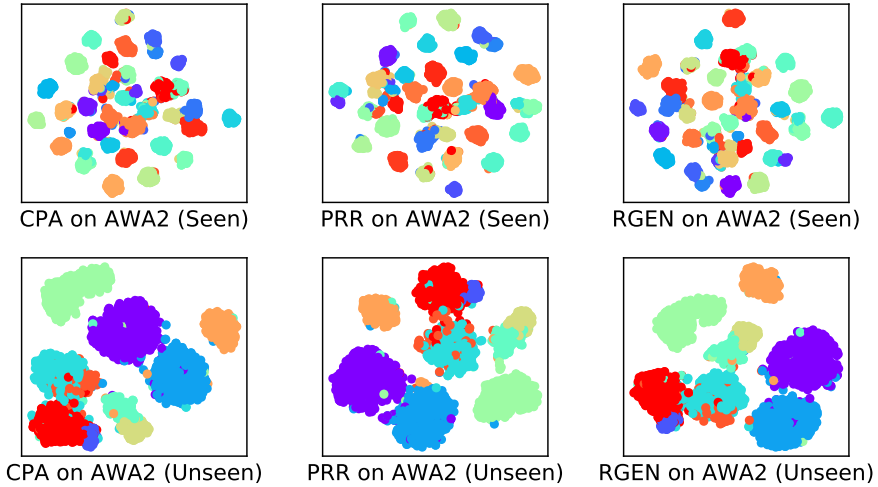 CPA on AWA2 (Seen)
PRR on AWA2 (Seen)
RGEN on AWA2 (Seen)
CPA on AWA2 (Unseen)
PRR on AWA2 (Unseen)
RGEN on AWA2 (Unseen)